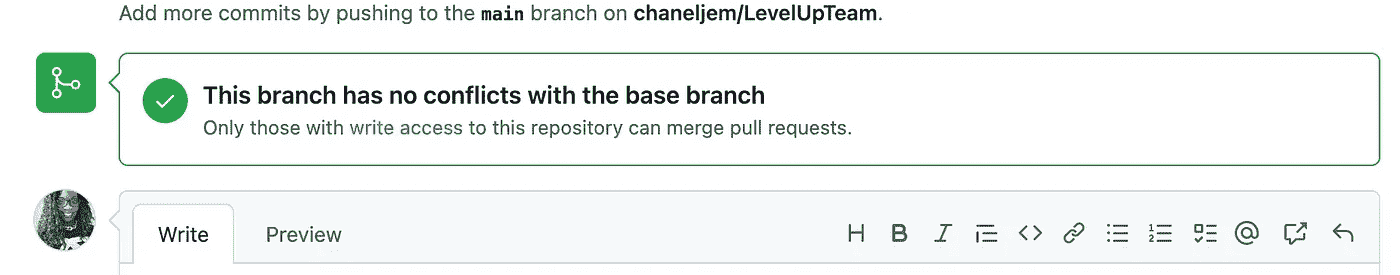 Add more commits by pushing to the main branch on chaneljem/LevelUpTeam.
This branch has no conflicts with the base branch
Only those with write access to this repository can merge pull requests.
Write Preview